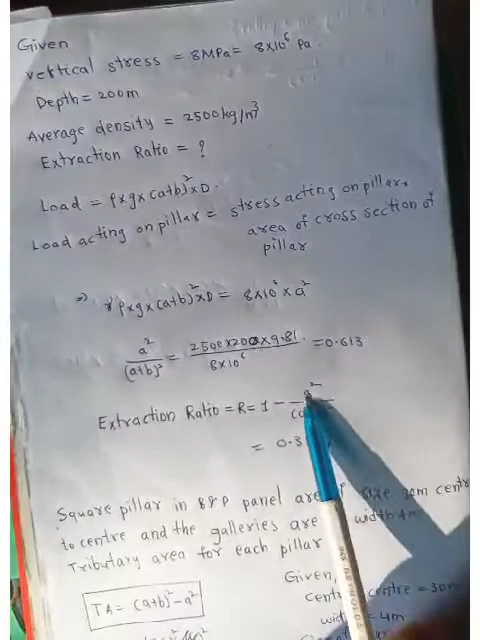 Given
vertical stress = 8MPa = 8×10⁶ Pa.
Depth = 200m
Average density = 2500kg/m³
Extraction Ratio = ?
Load = ρ×g×(a+b)²×D.
Load acting on pillar = stress acting on pillar ×
area of cross section of
pillar
⇒ ρ×g×(a+b)²×D = 8×10⁶ × a²
a²/(a+b)² = 2500×200×9.81/8×10⁶ = 0.613
Extraction Ratio = R = 1 - a²/
= 0.3
Square pillar in B&P panel are of size 30m centre
to centre and the galleries are width 4m
Tributary area for each pillar
Given,
TA = (a+b)² - a²
centre = 30m
= 4m